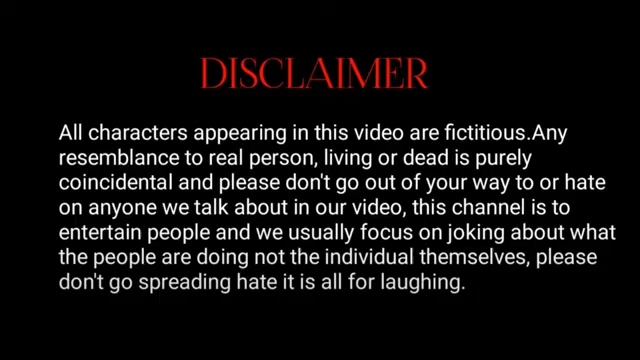 DISCLAIMER
All characters appearing in this video are fictitious.Any
resemblance to real person, living or dead is purely
coincidental and please don't go out of your way to or hate
on anyone we talk about in our video, this channel is to
entertain people and we usually focus on joking about what
the people are doing not the individual themselves, please
don't go spreading hate it is all for laughing.